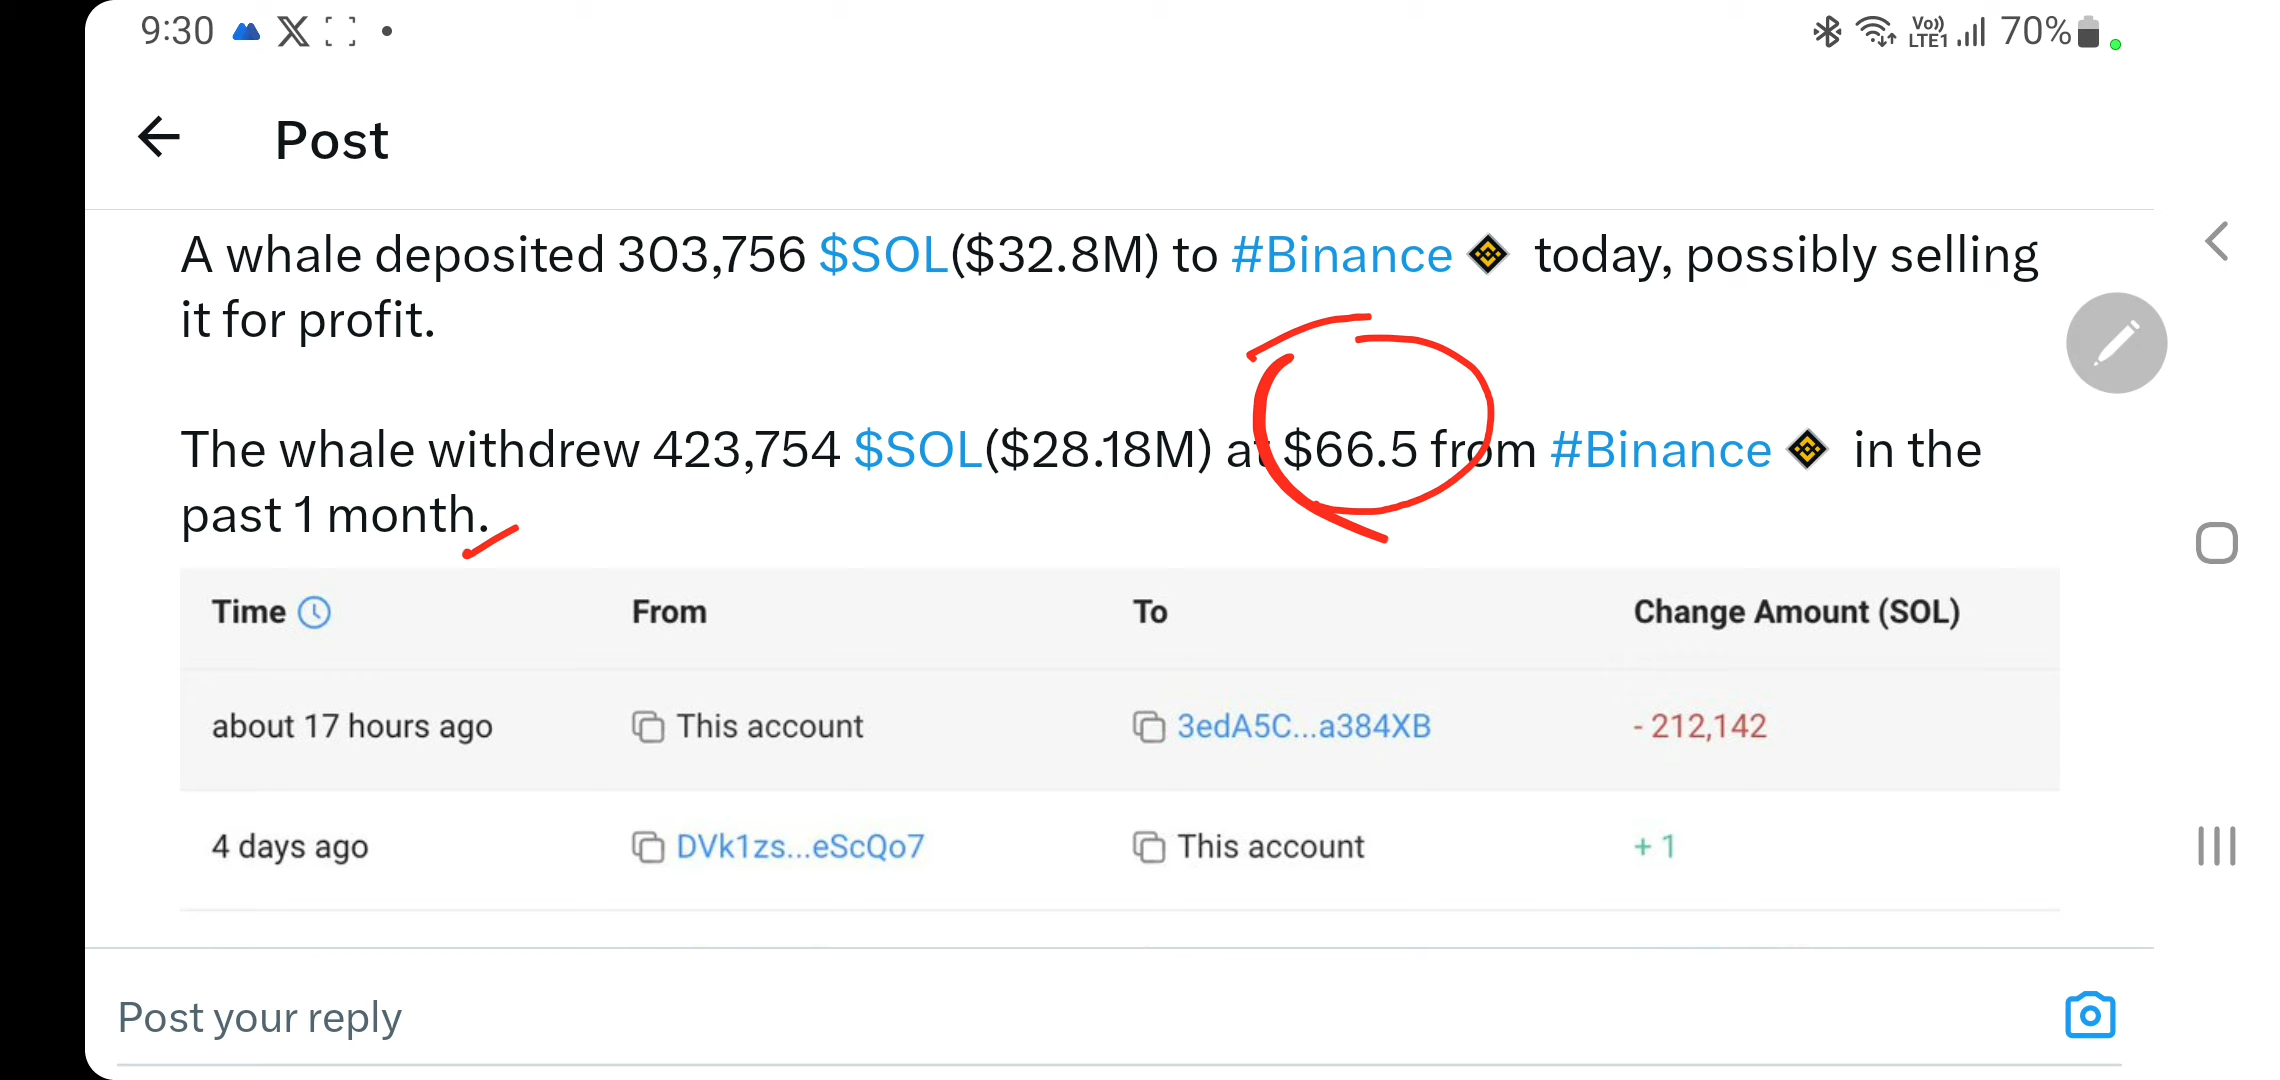 9:30 Vo)) LTE1 70%
Post
A whale deposited 303,756 $SOL($32.8M) to #Binance today, possibly selling
it for profit.
The whale withdrew 423,754 $SOL($28.18M) at $66.5 from #Binance in the
past 1 month.
Time From To Change Amount (SOL)
about 17 hours ago This account 3edA5C...a384XB - 212,142
4 days ago DVk1zs...eScQo7 This account + 1
Post your reply